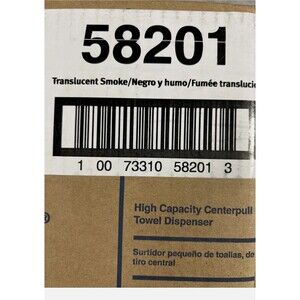 58201
Translucent Smoke/Negro y humo/Fumée translucid
1 00 73310 58201 3
High Capacity Centerpull
Towel Dispenser
Surtidor pequeño de toallas, de
tiro central
®